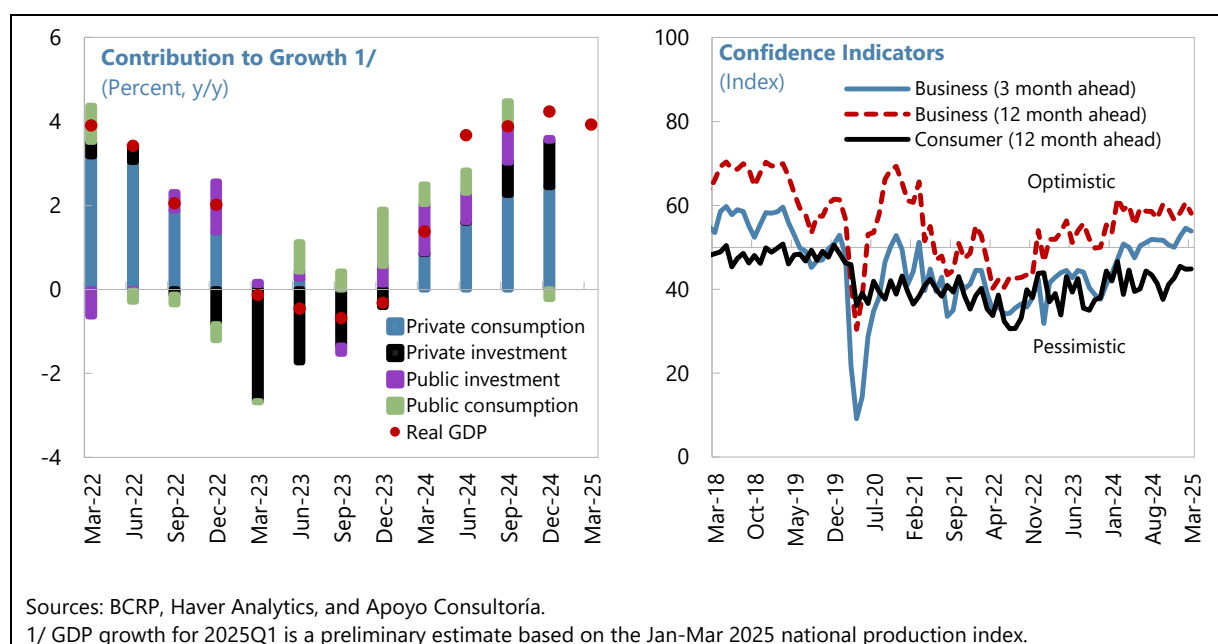 Contribution to Growth 1/
(Percent, y/y)
6
4
2
0
-2
-4
Private consumption
Private investment
Public investment
Public consumption
Real GDP
Mar-22
Jun-22
Sep-22
Dec-22
Mar-23
Jun-23
Sep-23
Dec-23
Mar-24
Jun-24
Sep-24
Dec-24
Mar-25
Confidence Indicators
(Index)
100
80
60
40
20
0
Business (3 month ahead)
Business (12 month ahead)
Consumer (12 month ahead)
Optimistic
Pessimistic
Mar-18
Oct-18
May-19
Dec-19
Jul-20
Feb-21
Sep-21
Apr-22
Nov-22
Jun-23
Jan-24
Aug-24
Mar-25
Sources: BCRP, Haver Analytics, and Apoyo Consultoría.
1/ GDP growth for 2025Q1 is a preliminary estimate based on the Jan-Mar 2025 national production index.